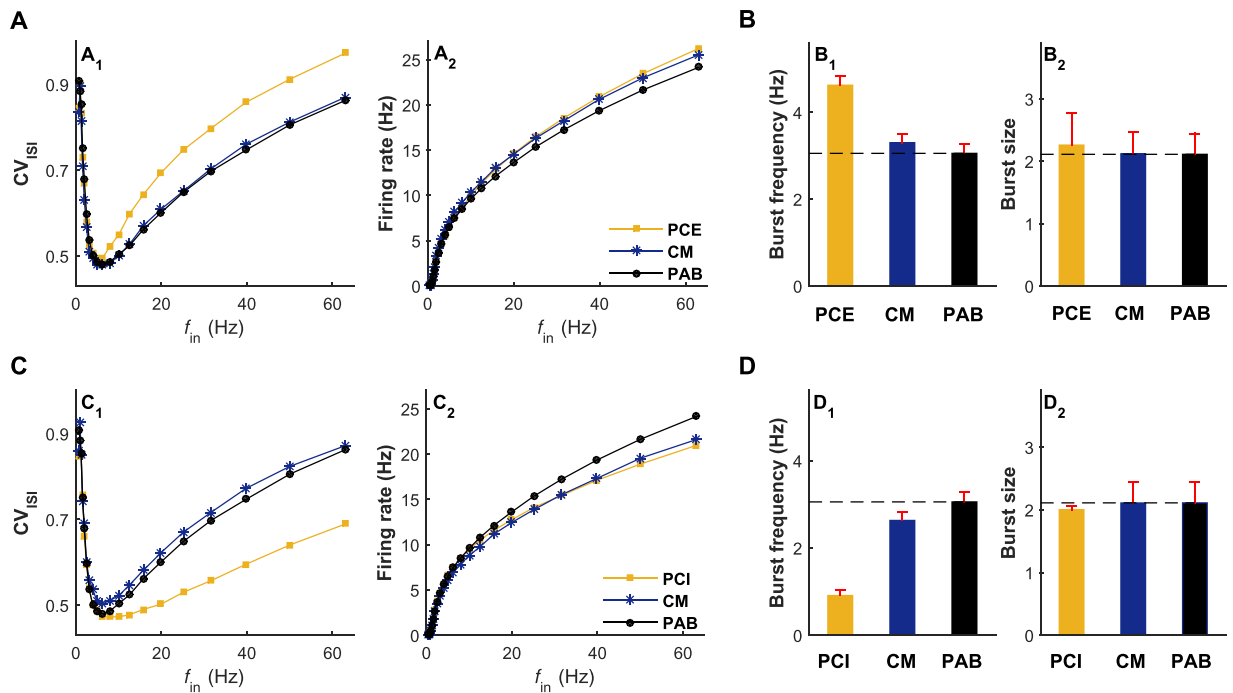 A
A1
CVISI
0.9
0.7
0.5
0 20 40 60
fin (Hz)
A2
Firing rate (Hz)
25
20
15
10
5
0
PCE
CM
PAB
0 20 40 60
fin (Hz)
B
B1
Burst frequency (Hz)
4
2
0
PCE CM PAB
B2
Burst size
3
2
1
0
PCE CM PAB
C
C1
CVISI
0.9
0.7
0.5
0 20 40 60
fin (Hz)
C2
Firing rate (Hz)
25
20
15
10
5
0
PCI
CM
PAB
0 20 40 60
fin (Hz)
D
D1
Burst frequency (Hz)
4
2
0
PCI CM PAB
D2
Burst size
3
2
1
0
PCI CM PAB